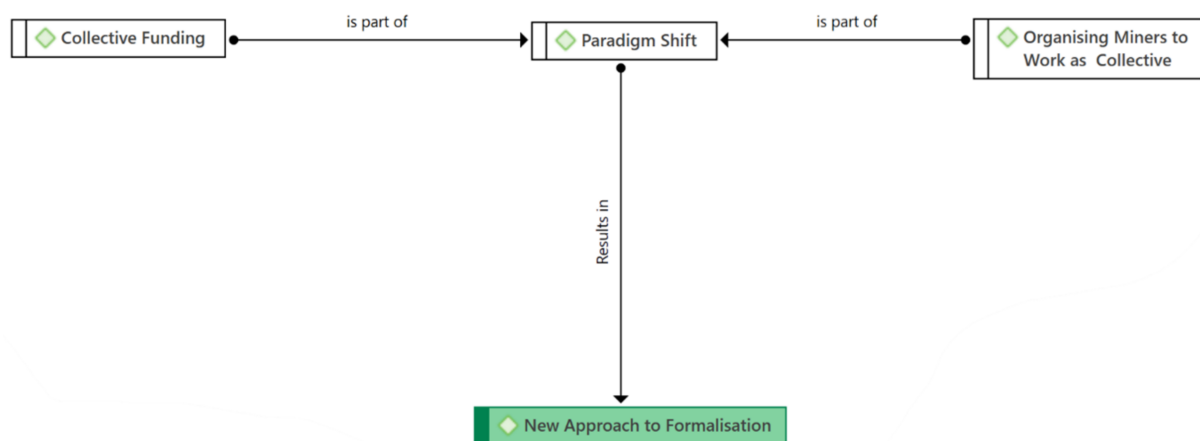 is part of
is part of
Collective Funding
Paradigm Shift
Organising Miners to
Work as Collective
Results in
New Approach to Formalisation